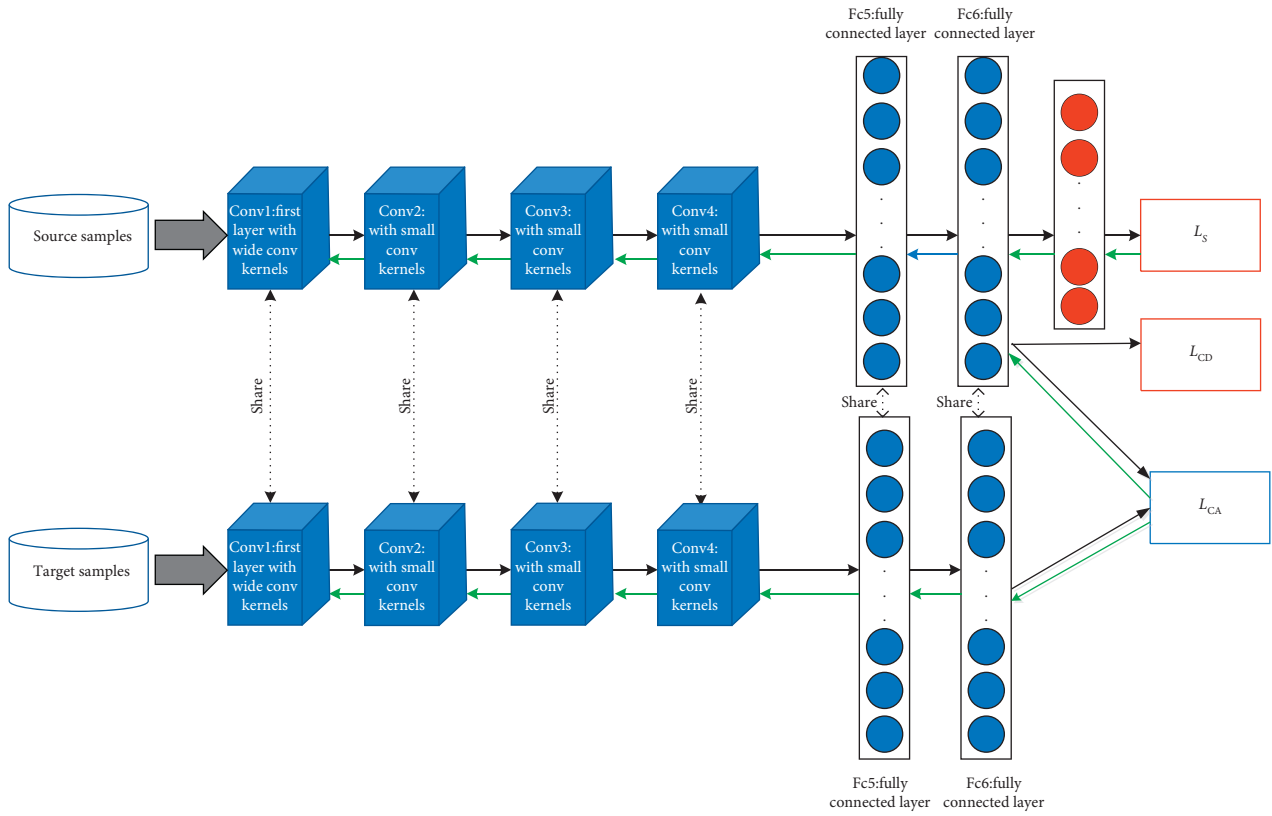 Fc5:fully
connected layer
Fc6:fully
connected layer
Source samples
Conv1:first
layer with
wide conv
kernels
Conv2:
with small
conv
kernels
Conv3:
with small
conv
kernels
Conv4:
with small
conv
kernels
L_S
L_CD
Share
Share
Share
Share
Share
Share
L_CA
Target samples
Conv1:first
layer with
wide conv
kernels
Conv2:
with small
conv
kernels
Conv3:
with small
conv
kernels
Conv4:
with small
conv
kernels
Fc5:fully
connected layer
Fc6:fully
connected layer